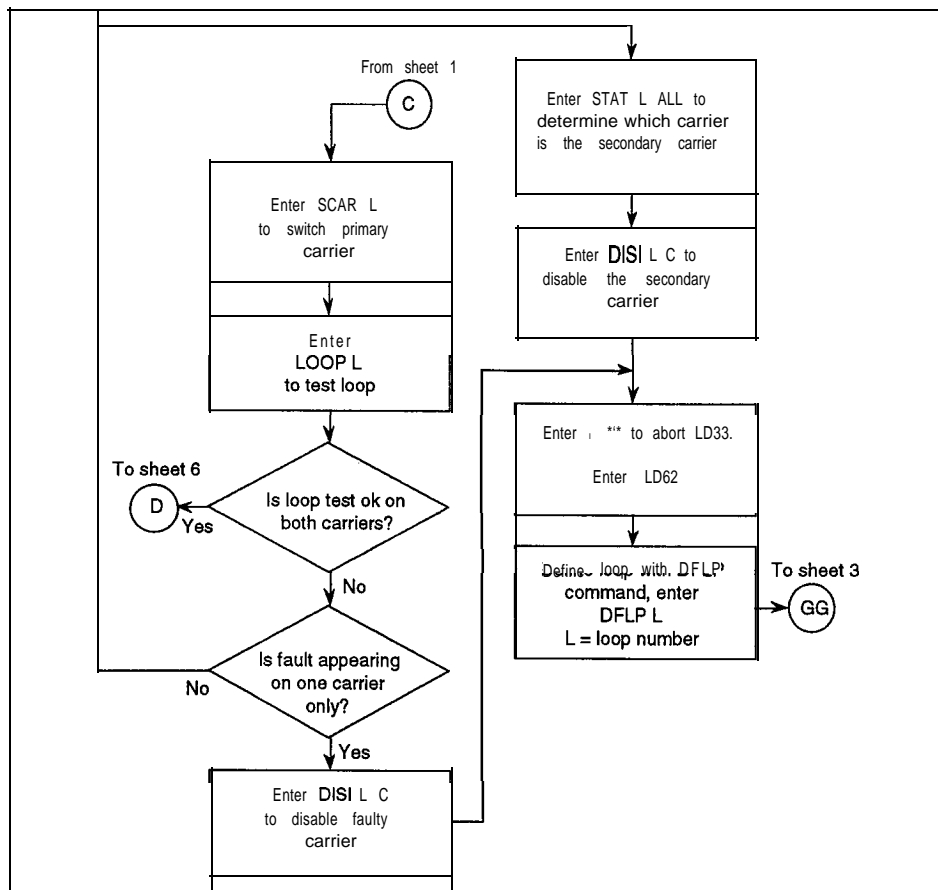 From sheet 1
C
Enter SCAR L
to switch primary
carrier
Enter
LOOP L
to test loop
Is loop test ok on
both carriers?
Yes
To sheet 6
D
No
Is fault appearing
on one carrier
only?
No
Yes
Enter DISI L C
to disable faulty
carrier
Enter STAT L ALL to
determine which carrier
is the secondary carrier
Enter DISI L C to
disable the secondary
carrier
Enter to abort LD33.
Enter LD62
Define loop with DFLP
command, enter
DFLP L
L = loop number
To sheet 3
GG